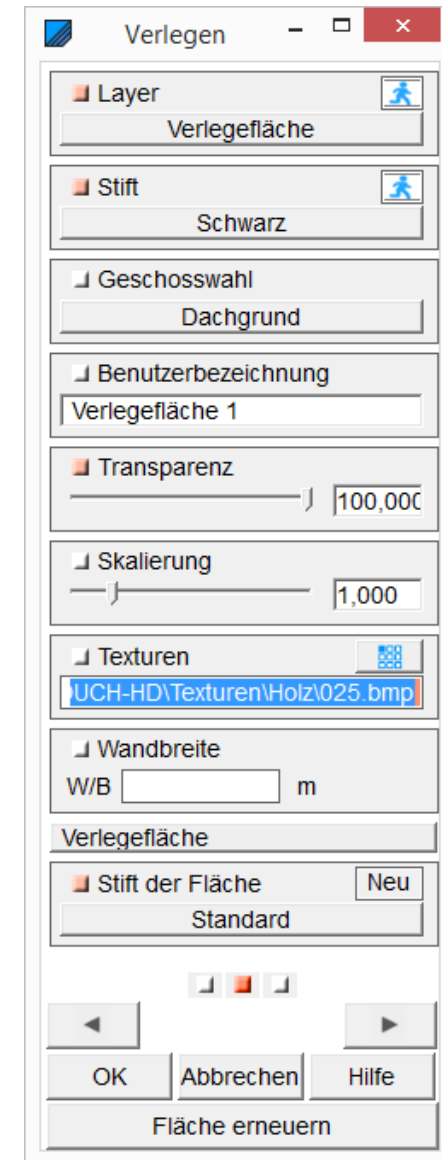 Verlegen
Layer
Verlegefläche
Stift
Schwarz
Geschosswahl
Dachgrund
Benutzerbezeichnung
Verlegefläche 1
Transparenz
100,000
Skalierung
1,000
Texturen
OUCH-HD\Texturen\Holz\025.bmp
Wandbreite
W/B m
Verlegefläche
Stift der Fläche Neu
Standard
OK Abbrechen Hilfe
Fläche erneuern